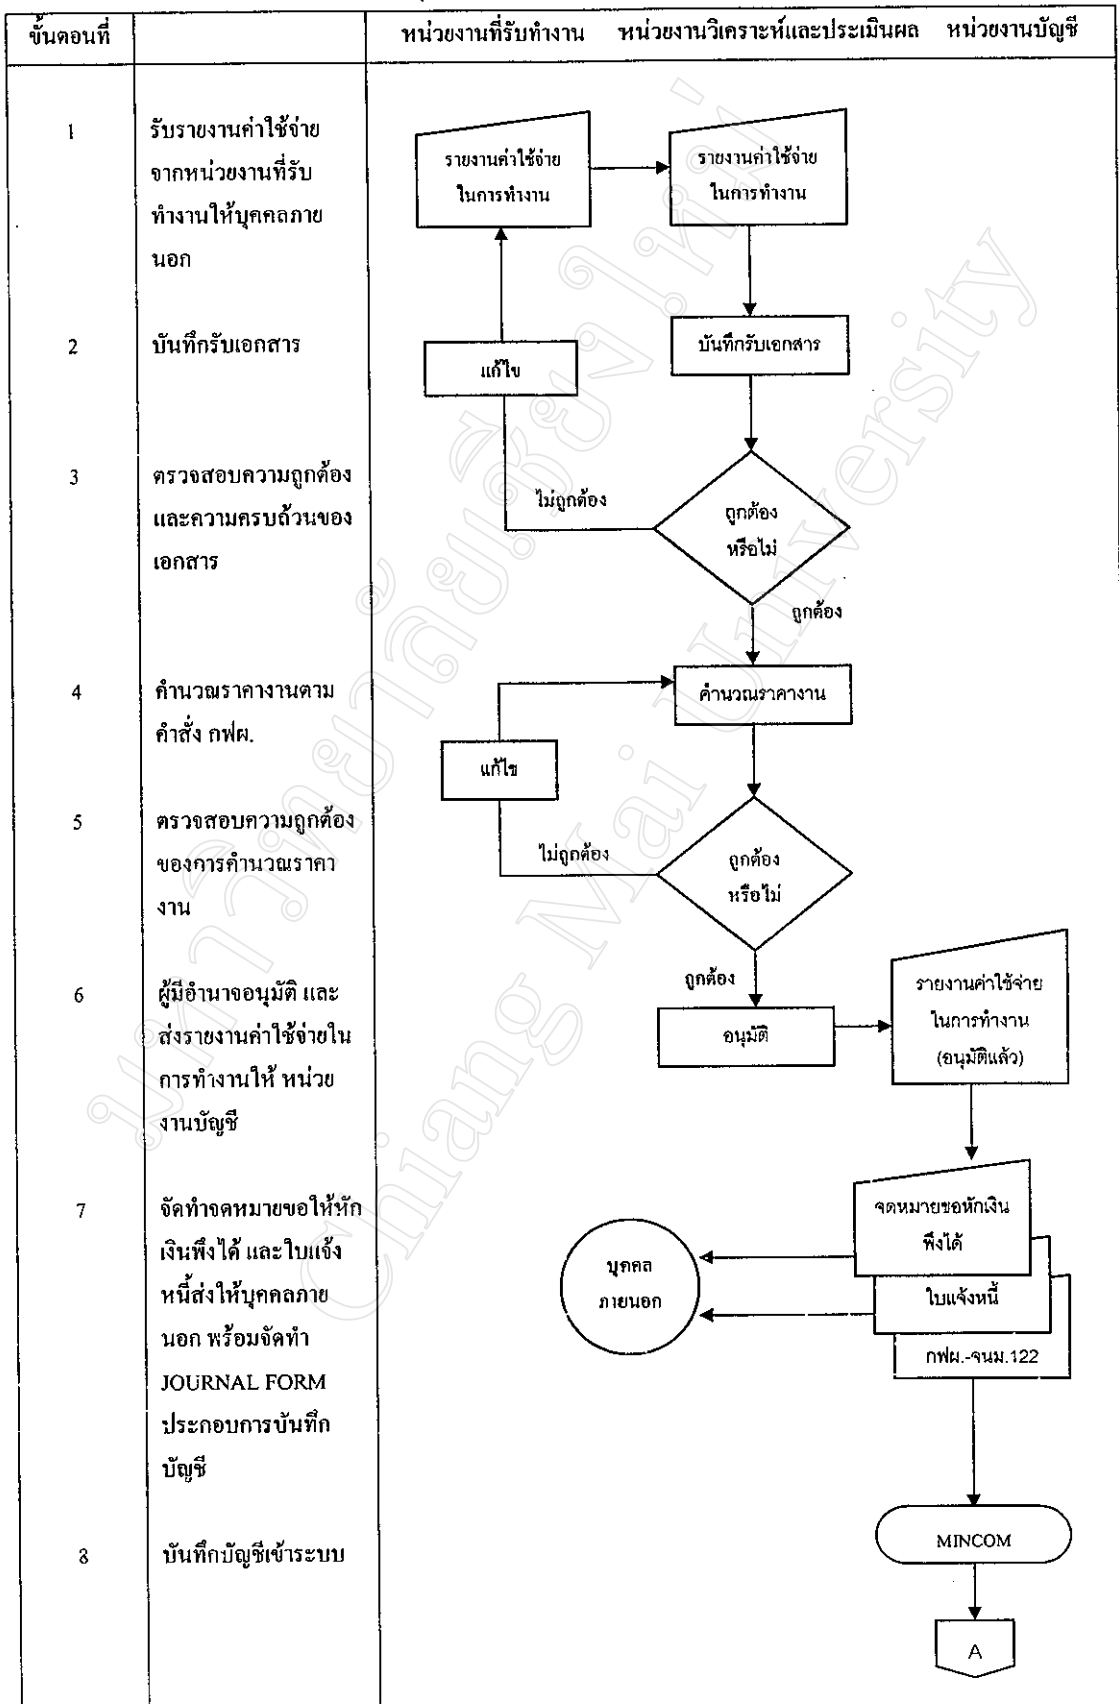 ขั้นตอนที่ หน่วยงานที่รับทำงาน หน่วยงานวิเคราะห์และประเมินผล หน่วยงานบัญชี
1
รับรายงานค่าใช้จ่าย
จากหน่วยงานที่รับ
ทำงานให้บุคคลภาย
นอก
รายงานค่าใช้จ่าย
ในการทำงาน
รายงานค่าใช้จ่าย
ในการทำงาน
2
บันทึกรับเอกสาร
แก้ไข
บันทึกรับเอกสาร
3
ตรวจสอบความถูกต้อง
และความครบถ้วนของ
เอกสาร
ไม่ถูกต้อง
ถูกต้อง
หรือไม่
ถูกต้อง
4
คำนวณราคางานตาม
คำสั่ง กฟผ.
คำนวณราคางาน
แก้ไข
5
ตรวจสอบความถูกต้อง
ของการคำนวณราคา
งาน
ไม่ถูกต้อง
ถูกต้อง
หรือไม่
ถูกต้อง
6
ผู้มีอำนาจอนุมัติ และ
ส่งรายงานค่าใช้จ่ายใน
การทำงานให้ หน่วย
งานบัญชี
อนุมัติ
รายงานค่าใช้จ่าย
ในการทำงาน
(อนุมัติแล้ว)
7
จัดทำจดหมายขอให้หัก
เงินพึงได้ และใบแจ้ง
หนี้ส่งให้บุคคลภาย
นอก พร้อมจัดทำ
JOURNAL FORM
ประกอบการบันทึก
บัญชี
บุคคล
ภายนอก
จดหมายขอหักเงิน
พึงได้
ใบแจ้งหนี้
กฟผ.-จนม.122
8
บันทึกบัญชีเข้าระบบ
MINCOM
A
มหาวิทยาลัยเชียงใหม่
Chiang Mai University